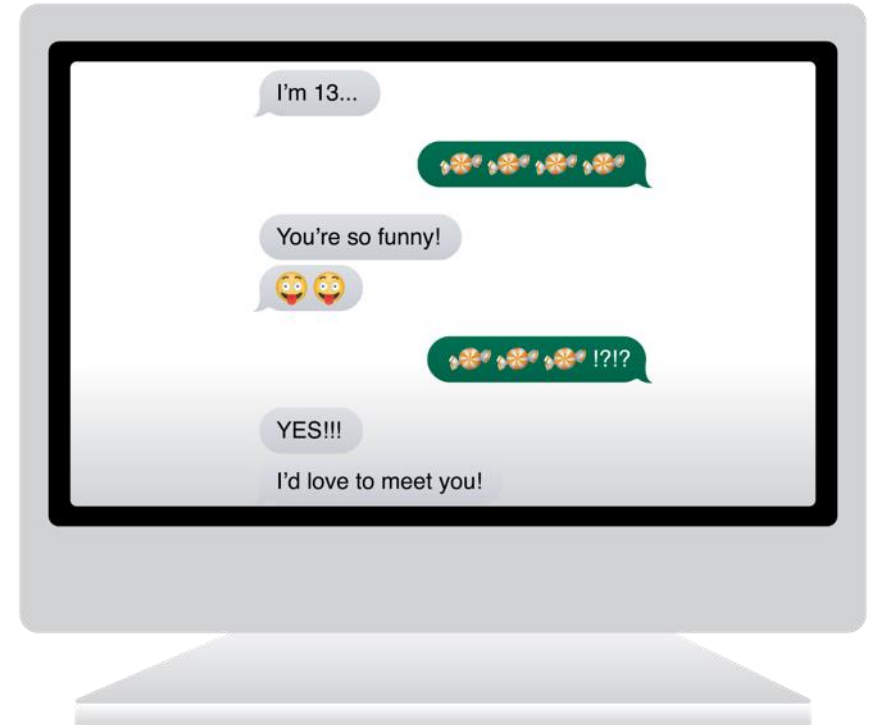 I’m 13...
🍬🍬🍬🍬
You’re so funny!
😜😜
🍬🍬🍬 !?!?
YES!!!
I’d love to meet you!